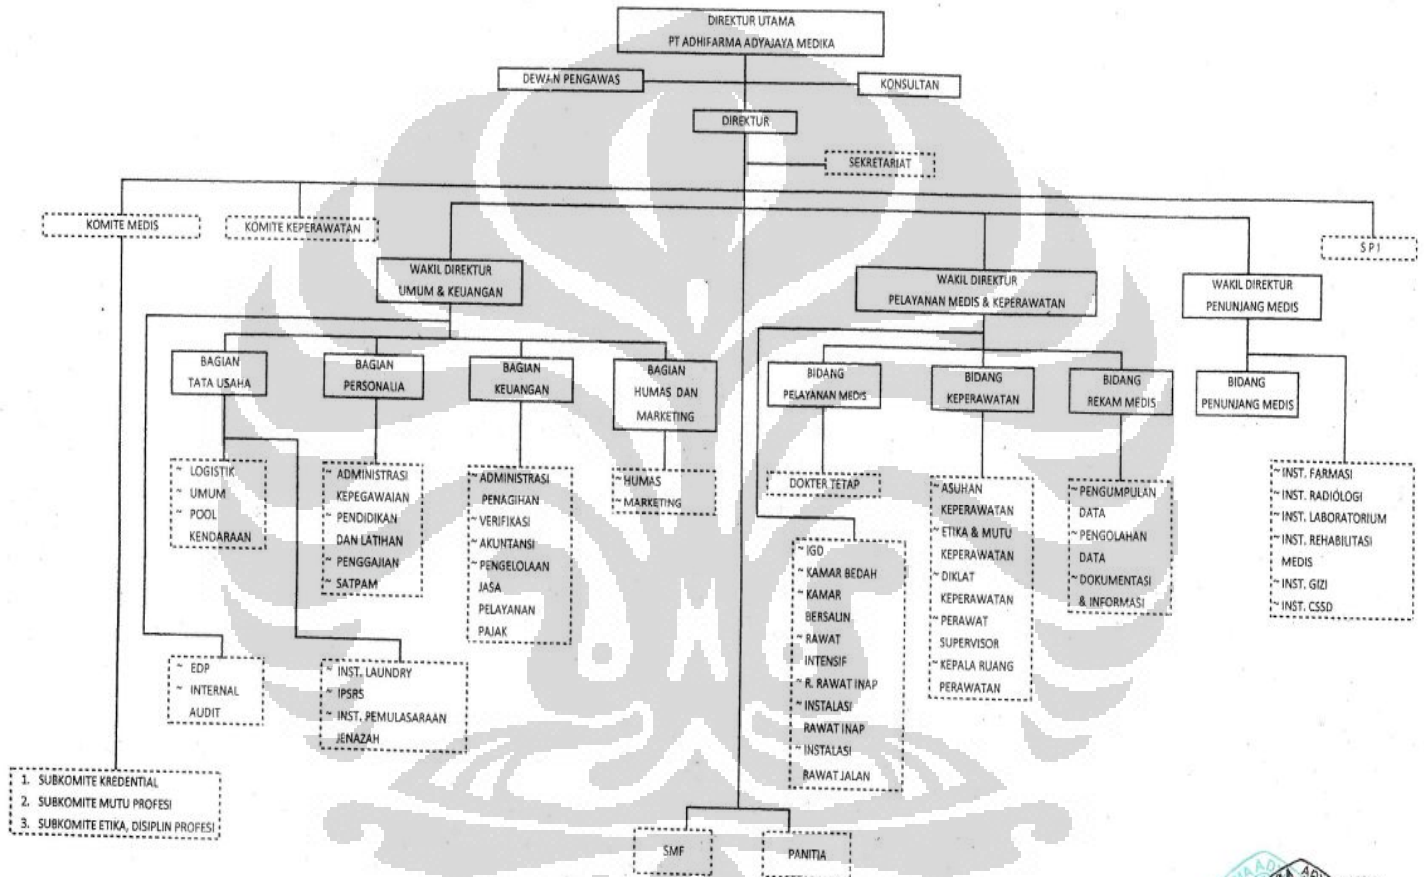 DIREKTUR UTAMA
PT ADHIFARMA ADYAJAYA MEDIKA
DEWAN PENGAWAS
KONSULTAN
DIREKTUR
SEKRETARIAT
KOMITE MEDIS
KOMITE KEPERAWATAN
S P I
WAKIL DIREKTUR
UMUM & KEUANGAN
WAKIL DIREKTUR
PELAYANAN MEDIS & KEPERAWATAN
WAKIL DIREKTUR
PENUNJANG MEDIS
BAGIAN
TATA USAHA
BAGIAN
PERSONALIA
BAGIAN
KEUANGAN
BAGIAN
HUMAS DAN
MARKETING
BIDANG
PELAYANAN MEDIS
BIDANG
KEPERAWATAN
BIDANG
REKAM MEDIS
BIDANG
PENUNJANG MEDIS
~ LOGISTIK
~ UMUM
~ POOL
KENDARAAN
~ ADMINISTRASI
KEPEGAWAIAN
~ PENDIDIKAN
DAN LATIHAN
~ PENGGAJIAN
~ SATPAM
~ ADMINISTRASI
PENAGIHAN
~ VERIFIKASI
~ AKUNTANSI
~ PENGELOLAAN
JASA
PELAYANAN
PAJAK
~ HUMAS
~ MARKETING
DOKTER TETAP
~ IGD
~ KAMAR BEDAH
~ KAMAR
BERSALIN
~ RAWAT
INTENSIF
~ R. RAWAT INAP
~ INSTALASI
RAWAT INAP
~ INSTALASI
RAWAT JALAN
~ ASUHAN
KEPERAWATAN
~ ETIKA & MUTU
KEPERAWATAN
~ DIKLAT
KEPERAWATAN
~ PERAWAT
SUPERVISOR
~ KEPALA RUANG
PERAWATAN
~ PENGUMPULAN
DATA
~ PENGOLAHAN
DATA
~ DOKUMENTASI
& INFORMASI
~ INST. FARMASI
~ INST. RADIOLOGI
~ INST. LABORATORIUM
~ INST. REHABILITASI
MEDIS
~ INST. GIZI
~ INST. CSSD
~ EDP
~ INTERNAL
AUDIT
~ INST. LAUNDRY
~ IPSRS
~ INST. PEMULASARAAN
JENAZAH
1. SUBKOMITE KREDENTIAL
2. SUBKOMITE MUTU PROFESI
3. SUBKOMITE ETIKA, DISIPLIN PROFESI
SMF
PANITIA